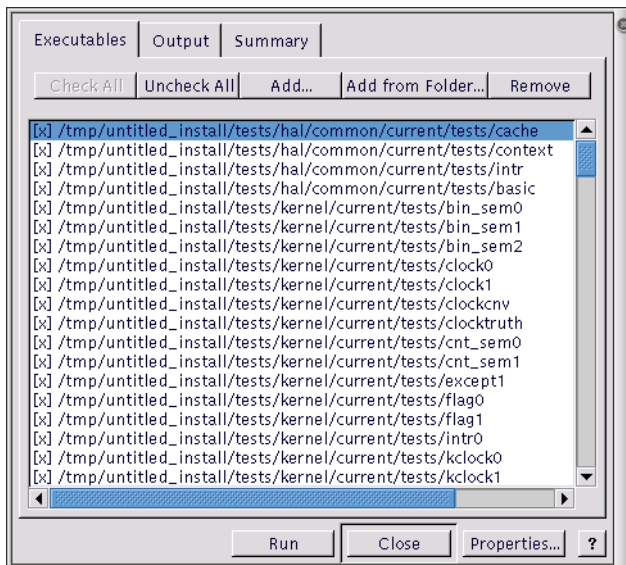 Executables Output Summary
Check All Uncheck All Add... Add from Folder... Remove
[x] /tmp/untitled_install/tests/hal/common/current/tests/cache
[x] /tmp/untitled_install/tests/hal/common/current/tests/context
[x] /tmp/untitled_install/tests/hal/common/current/tests/intr
[x] /tmp/untitled_install/tests/hal/common/current/tests/basic
[x] /tmp/untitled_install/tests/kernel/current/tests/bin_sem0
[x] /tmp/untitled_install/tests/kernel/current/tests/bin_sem1
[x] /tmp/untitled_install/tests/kernel/current/tests/bin_sem2
[x] /tmp/untitled_install/tests/kernel/current/tests/clock0
[x] /tmp/untitled_install/tests/kernel/current/tests/clock1
[x] /tmp/untitled_install/tests/kernel/current/tests/clockcnv
[x] /tmp/untitled_install/tests/kernel/current/tests/clocktruth
[x] /tmp/untitled_install/tests/kernel/current/tests/cnt_sem0
[x] /tmp/untitled_install/tests/kernel/current/tests/cnt_sem1
[x] /tmp/untitled_install/tests/kernel/current/tests/except1
[x] /tmp/untitled_install/tests/kernel/current/tests/flag0
[x] /tmp/untitled_install/tests/kernel/current/tests/flag1
[x] /tmp/untitled_install/tests/kernel/current/tests/intr0
[x] /tmp/untitled_install/tests/kernel/current/tests/kclock0
[x] /tmp/untitled_install/tests/kernel/current/tests/kclock1
Run Close Properties... ?